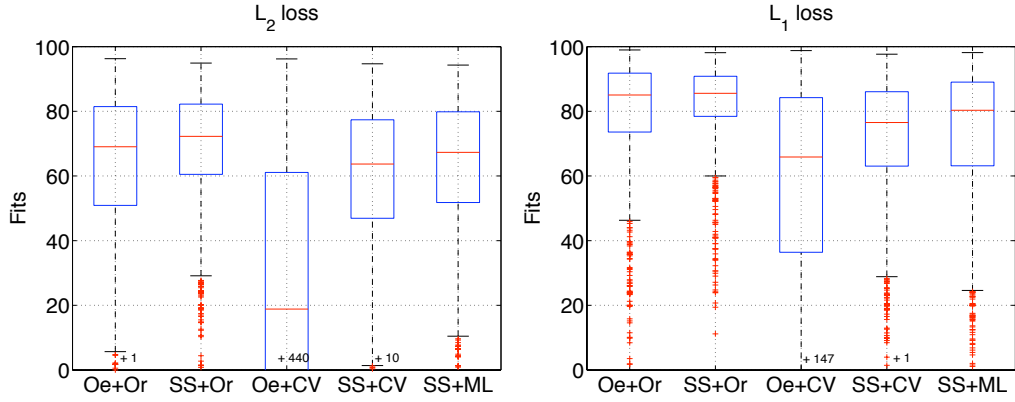 L2 loss
Fits
100
80
60
40
20
0
+ 1
+ 440
+ 10
Oe+Or SS+Or Oe+CV SS+CV SS+ML
L1 loss
Fits
100
80
60
40
20
0
+ 147
+ 1
Oe+Or SS+Or Oe+CV SS+CV SS+ML